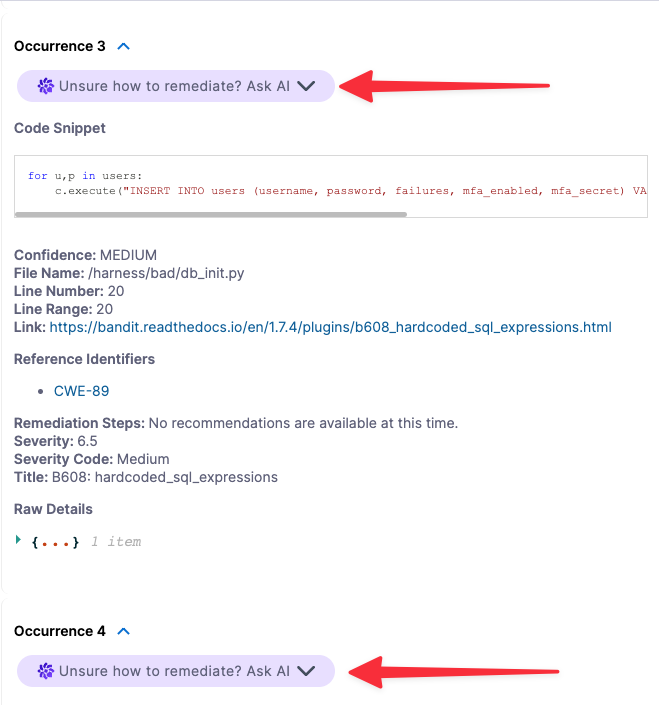 Occurrence 3
Unsure how to remediate? Ask AI
Code Snippet
for u,p in users:
c.execute("INSERT INTO users (username, password, failures, mfa_enabled, mfa_secret) VA
Confidence: MEDIUM
File Name: /harness/bad/db_init.py
Line Number: 20
Line Range: 20
Link: https://bandit.readthedocs.io/en/1.7.4/plugins/b608_hardcoded_sql_expressions.html
Reference Identifiers
• CWE-89
Remediation Steps: No recommendations are available at this time.
Severity: 6.5
Severity Code: Medium
Title: B608: hardcoded_sql_expressions
Raw Details
{...} 1 item
Occurrence 4
Unsure how to remediate? Ask AI